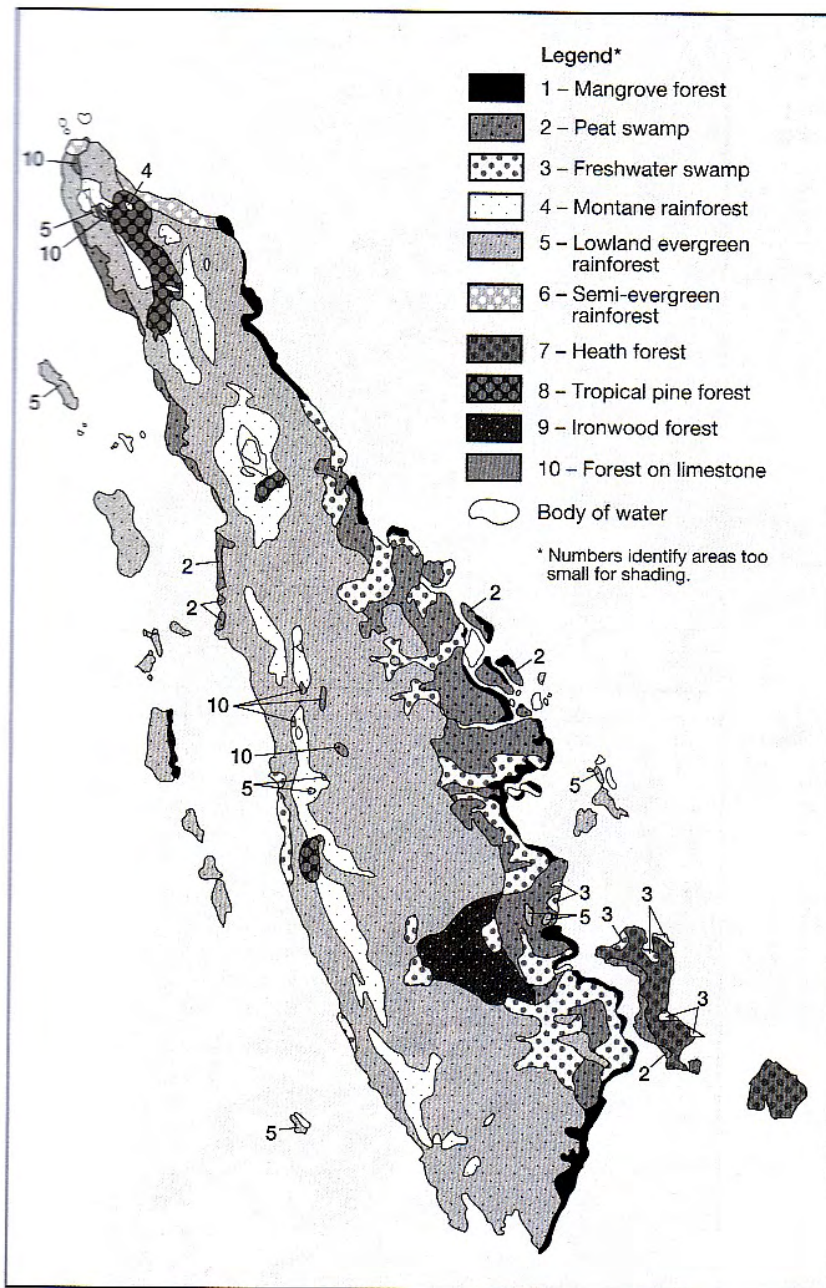 Legend*
1 – Mangrove forest
2 – Peat swamp
3 – Freshwater swamp
4 – Montane rainforest
5 – Lowland evergreen
rainforest
6 – Semi-evergreen
rainforest
7 – Heath forest
8 – Tropical pine forest
9 – Ironwood forest
10 – Forest on limestone
Body of water
* Numbers identify areas too
small for shading.
10
4
5
10
5
2
2
2
2
10
10
5
5
3
5
3
3
3
2
5